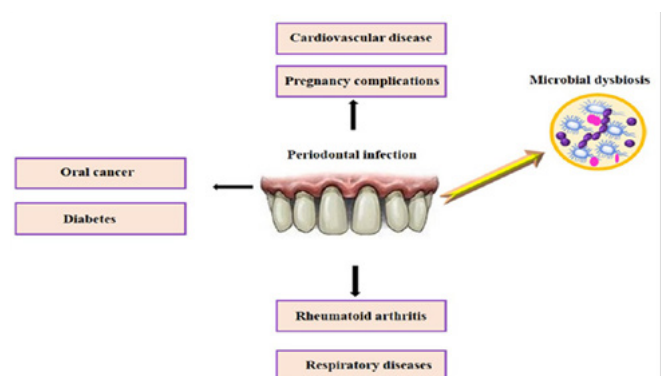 Cardiovascular disease
Pregnancy complications
Microbial dysbiosis
Periodontal infection
Oral cancer
Diabetes
Rheumatoid arthritis
Respiratory diseases